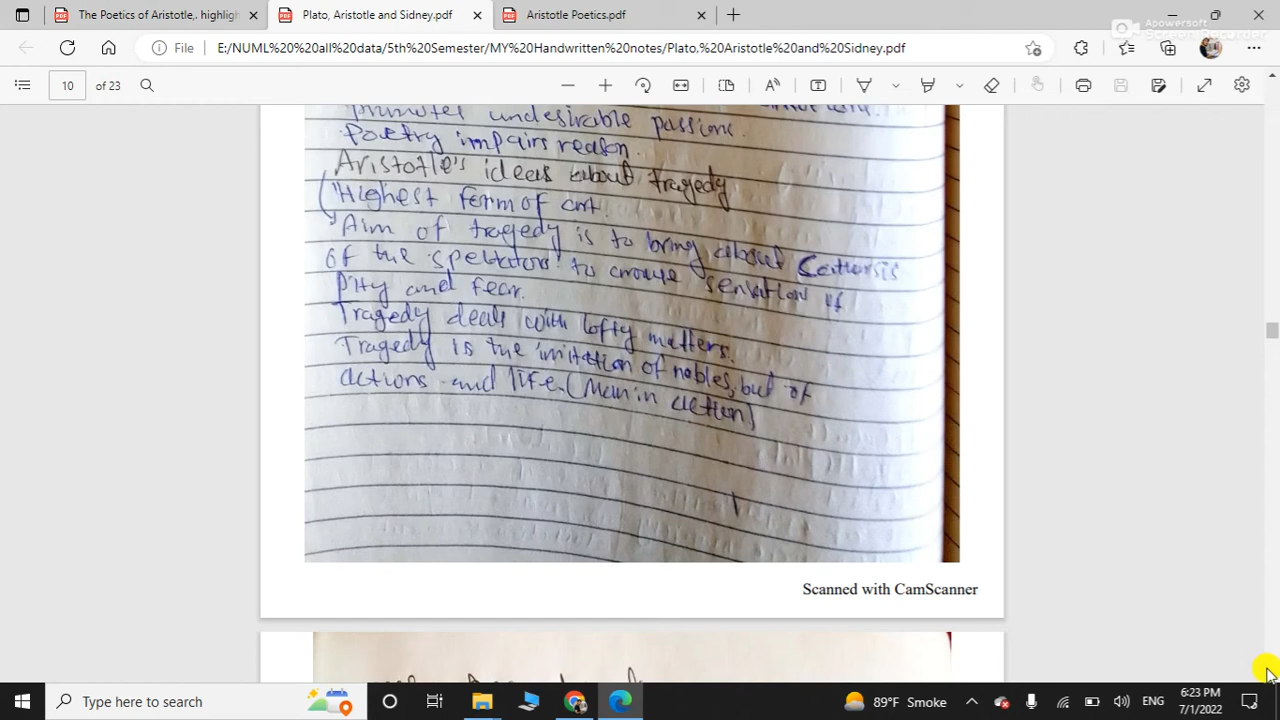 The Poetics of Aristotle,. highligh
Plato, Aristotle and Sidney.pdf
Aristotle Poetics.pdf
Apowersoft
Screen Recorder
File
E:/NUML%20%20all%20data/5th%20Semester/MY%20Handwritten%20notes/Plato,%20Aristotle%20and%20Sidney.pdf
10 of 23
undesirable passions.
Poetry impairs reason.
Aristotle's ideas about tragedy
Highest form of art.
Aim of tragedy is to bring about Catursis
of the spectators to arouse sensation of
Pity and fear.
Tragedy deals with lofty matters.
Tragedy is the imitation of nobles, but of
actions and life. (Man in action)
Scanned with CamScanner
Type here to search
89°F Smoke
ENG
6:23 PM
7/1/2022